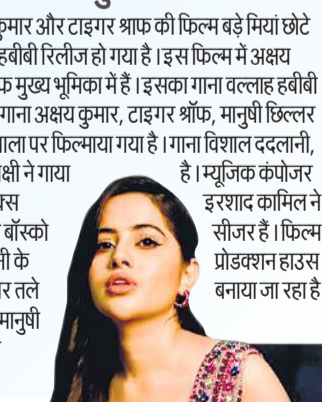 कुमार और टाइगर श्राफ की फिल्म बड़े मियां छोटे
हबीबी रिलीज हो गया है। इस फिल्म में अक्षय
फ मुख्य भूमिका में हैं। इसका गाना वल्लाह हबीबी
गाना अक्षय कुमार, टाइगर श्रॉफ, मानुषी छिल्लर
ाला पर फिल्माया गया है। गाना विशाल ददलानी,
क्षी ने गाया है। म्यूजिक कंपोजर
क्स इरशाद कामिल ने
बॉस्को सीजर हैं। फिल्म
नी के प्रोडक्शन हाउस
र तले बनाया जा रहा है
मानुषी